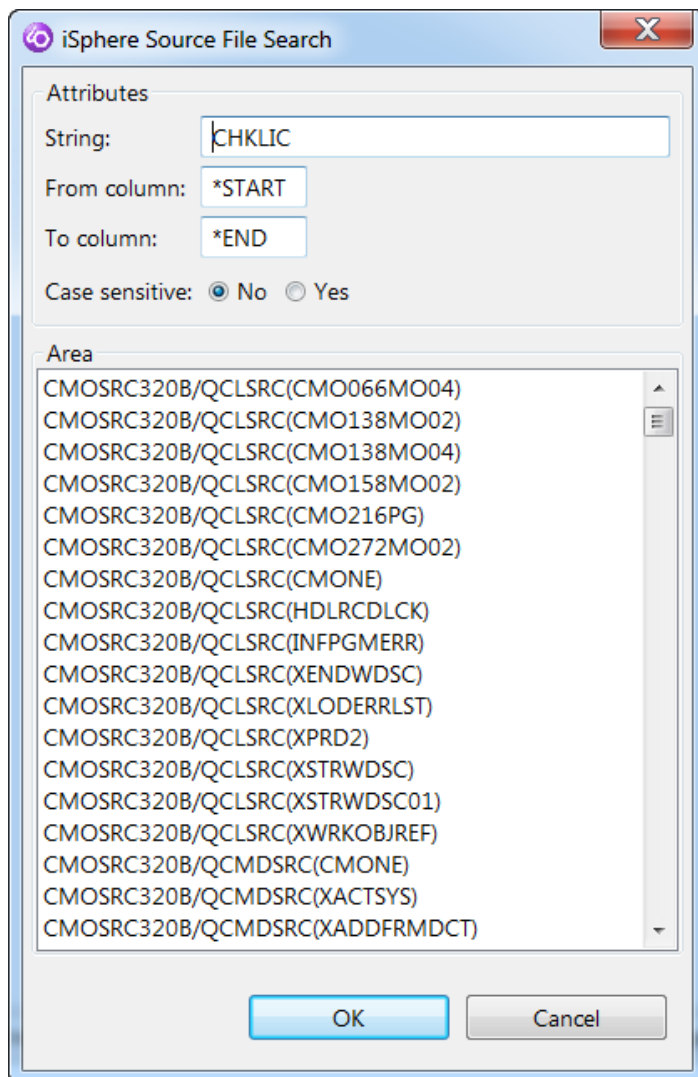 iSphere Source File Search
Attributes
String: CHKLIC
From column: *START
To column: *END
Case sensitive: No Yes
Area
CMOSRC320B/QCLSRC(CMO066MO04)
CMOSRC320B/QCLSRC(CMO138MO02)
CMOSRC320B/QCLSRC(CMO138MO04)
CMOSRC320B/QCLSRC(CMO158MO02)
CMOSRC320B/QCLSRC(CMO216PG)
CMOSRC320B/QCLSRC(CMO272MO02)
CMOSRC320B/QCLSRC(CMONE)
CMOSRC320B/QCLSRC(HDLRCDLCK)
CMOSRC320B/QCLSRC(INFPGMERR)
CMOSRC320B/QCLSRC(XENDWDSC)
CMOSRC320B/QCLSRC(XLODERRLST)
CMOSRC320B/QCLSRC(XPRD2)
CMOSRC320B/QCLSRC(XSTRWDSC)
CMOSRC320B/QCLSRC(XSTRWDSC01)
CMOSRC320B/QCLSRC(XWRKOBJREF)
CMOSRC320B/QCMDSRC(CMONE)
CMOSRC320B/QCMDSRC(XACTSYS)
CMOSRC320B/QCMDSRC(XADDFRMDCT)
OK Cancel